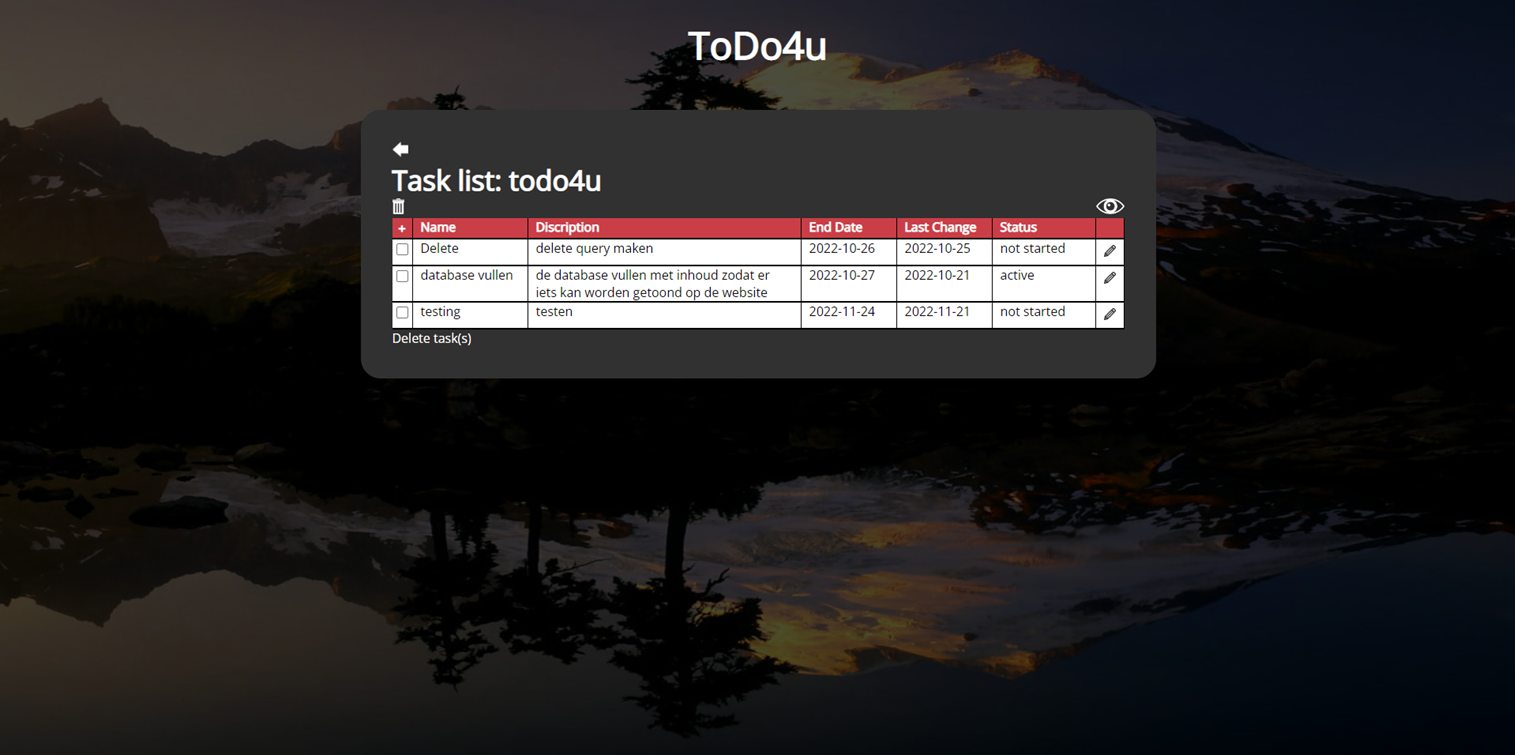 ToDo4u
Task list: todo4u
+ Name Discription End Date Last Change Status
Delete delete query maken 2022-10-26 2022-10-25 not started
database vullen de database vullen met inhoud zodat er 2022-10-27 2022-10-21 active
iets kan worden getoond op de website
testing testen 2022-11-24 2022-11-21 not started
Delete task(s)